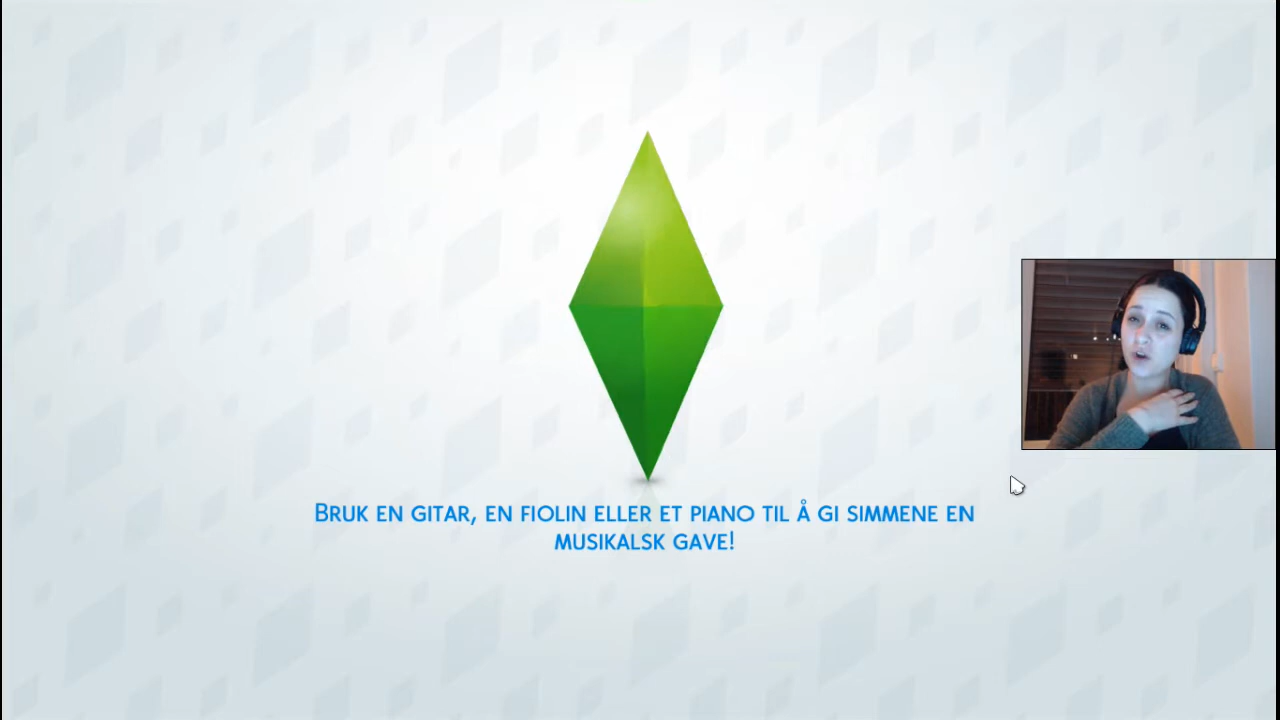 Bruk en gitar, en fiolin eller et piano til å gi simmene en
musikalsk gave!